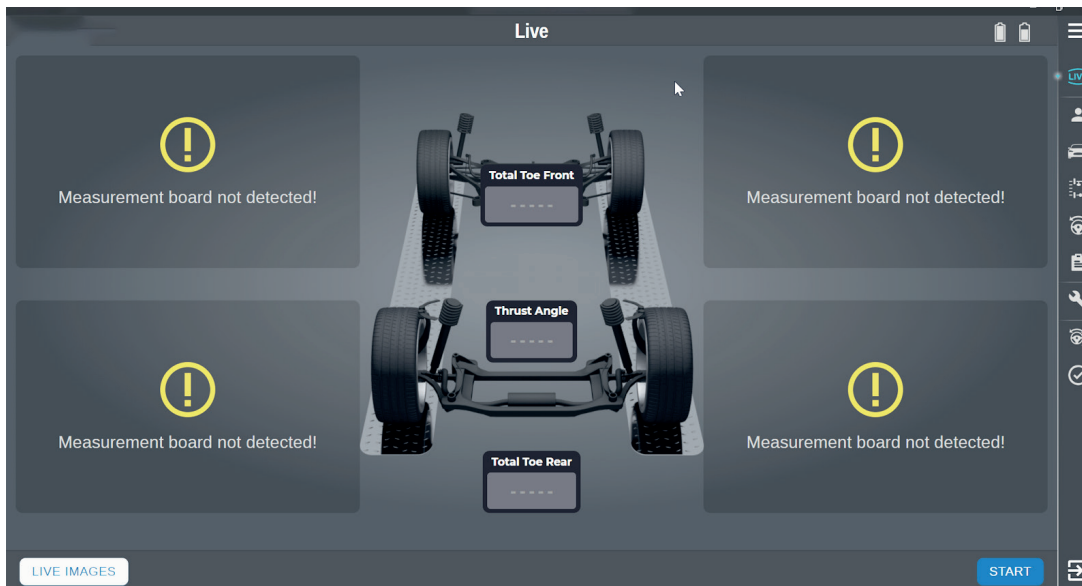 Live
LIVE
Measurement board not detected!
Measurement board not detected!
Total Toe Front
- - - - -
Thrust Angle
- - - - -
Measurement board not detected!
Measurement board not detected!
Total Toe Rear
- - - - -
LIVE IMAGES
START